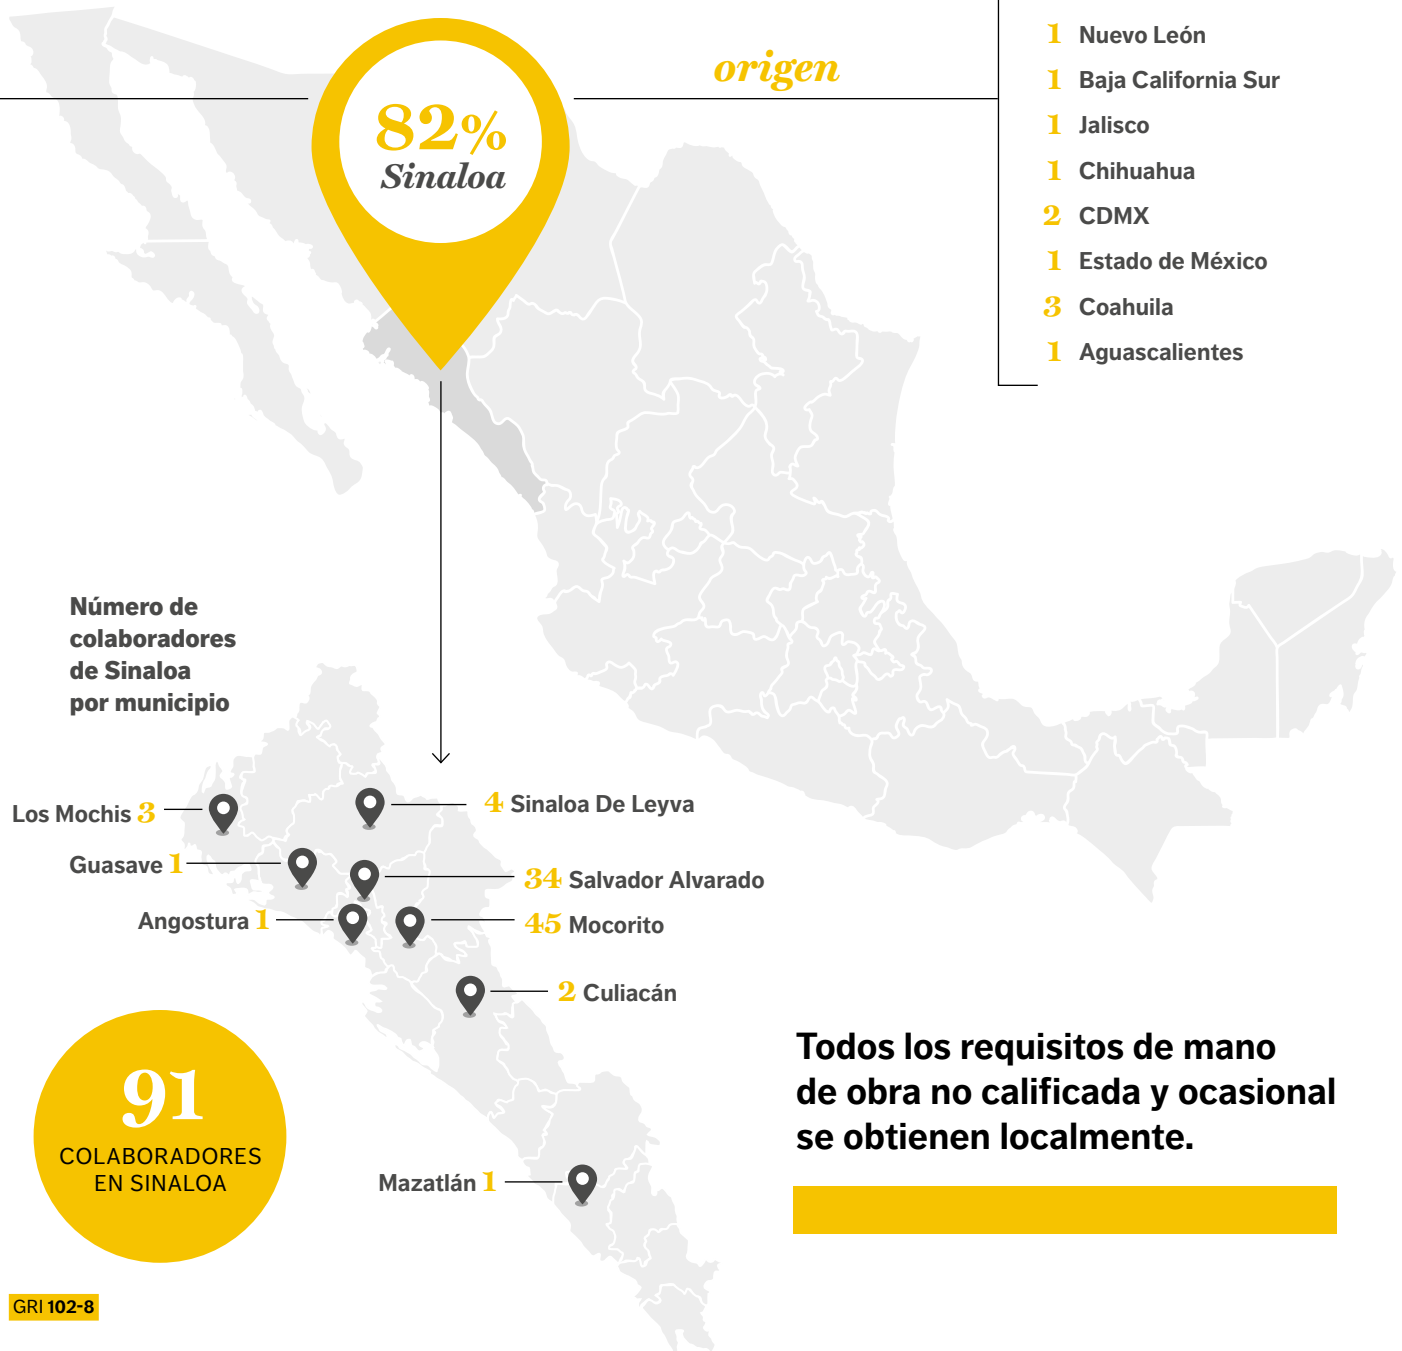 origen
82%
Sinaloa
1 Nuevo León
1 Baja California Sur
1 Jalisco
1 Chihuahua
2 CDMX
1 Estado de México
3 Coahuila
1 Aguascalientes
Número de
colaboradores
de Sinaloa
por municipio
Los Mochis 3
4 Sinaloa De Leyva
Guasave 1
34 Salvador Alvarado
Angostura 1
45 Mocorito
2 Culiacán
Mazatlán 1
91
COLABORADORES
EN SINALOA
Todos los requisitos de mano
de obra no calificada y ocasional
se obtienen localmente.
GRI 102-8